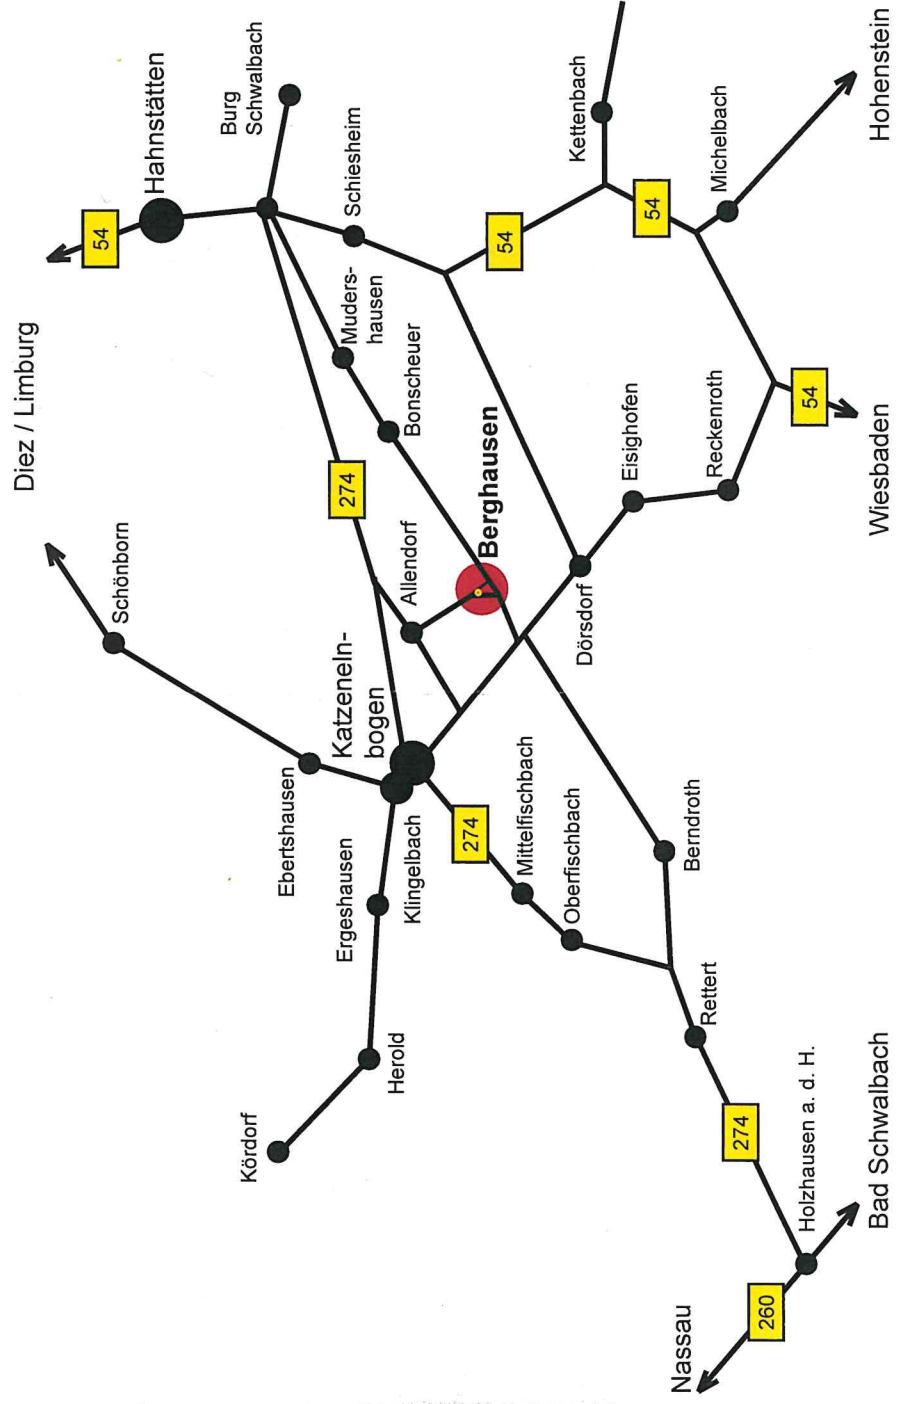 Nassau
260
Bad Schwalbach
Holzhausen a. d. H.
274
Rettert
Kördorf
Herold
Ergeshausen
Klingelbach
Ebertshausen
Katzeneln-
bogen
274
Mittelfischbach
Oberfischbach
Berndroth
Schönborn
Diez / Limburg
Allendorf
Berghausen
Dörsdorf
274
Bonscheuer
Muders-
hausen
Eisighofen
Reckenroth
Wiesbaden
54
54
Hahnstätten
Burg
Schwalbach
Schiesheim
54
54
Kettenbach
Michelbach
Hohenstein